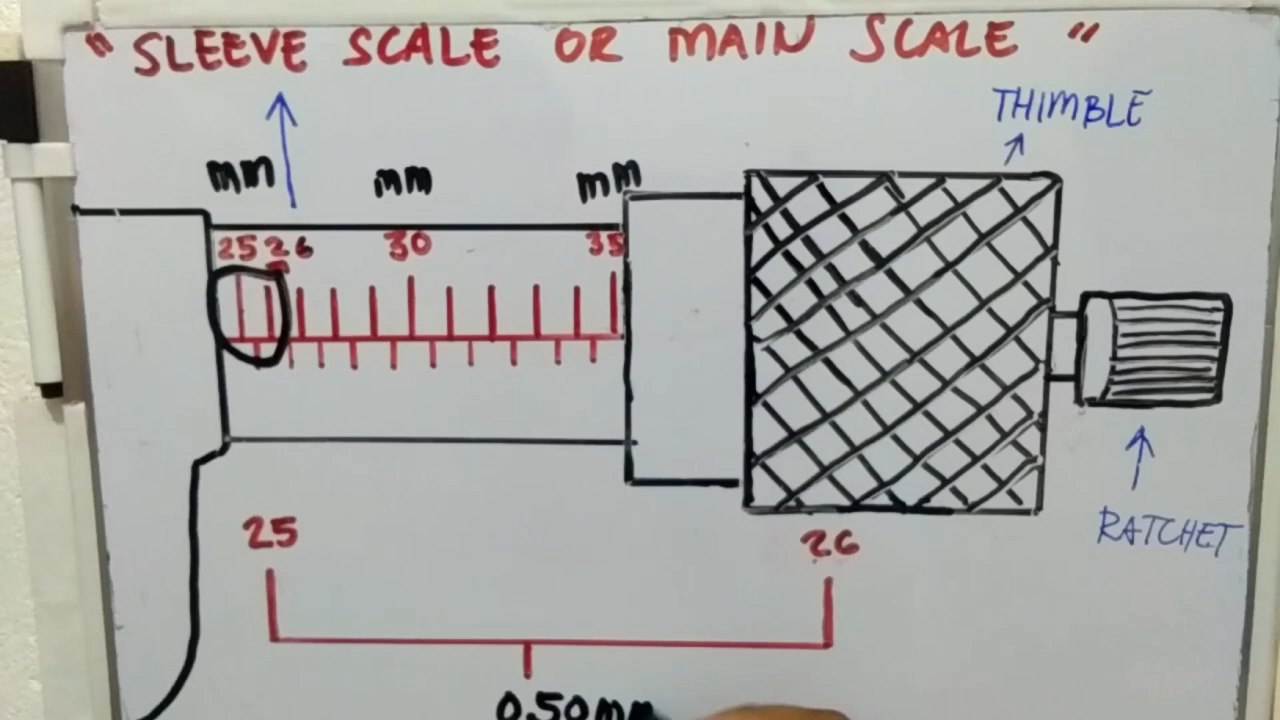 " SLEEVE SCALE OR MAIN SCALE "
THIMBLE
mm mm mm
25 26 30 35
RATCHET
25 26
0.50mm